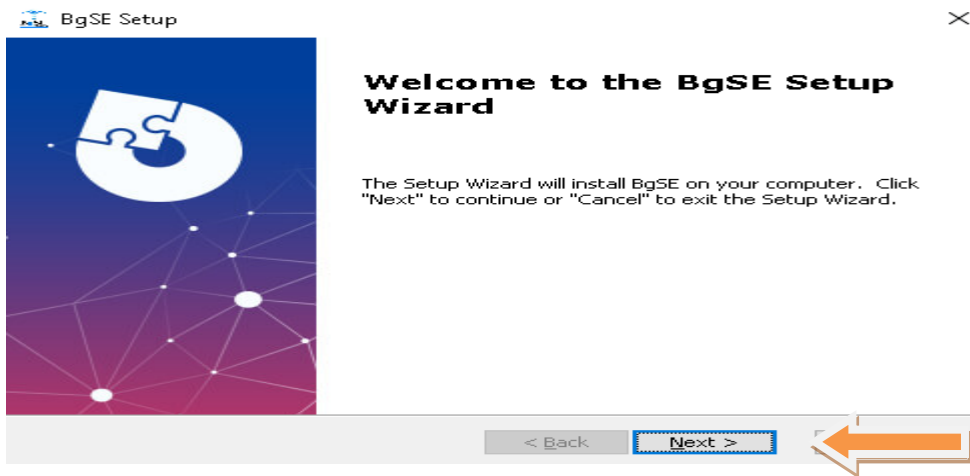 BgSE Setup
Welcome to the BgSE Setup
Wizard
The Setup Wizard will install BgSE on your computer. Click
"Next" to continue or "Cancel" to exit the Setup Wizard.
< Back
Next >